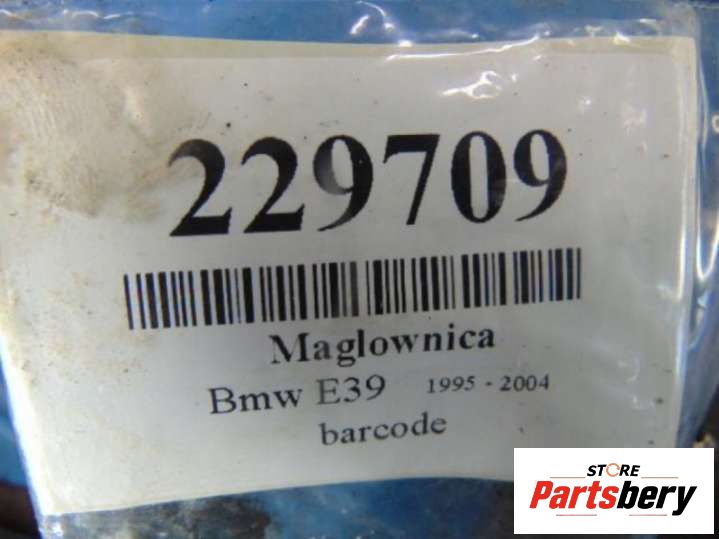 229709
Maglownica
Bmw E39 1995 - 2004
barcode
STORE
Partsbery